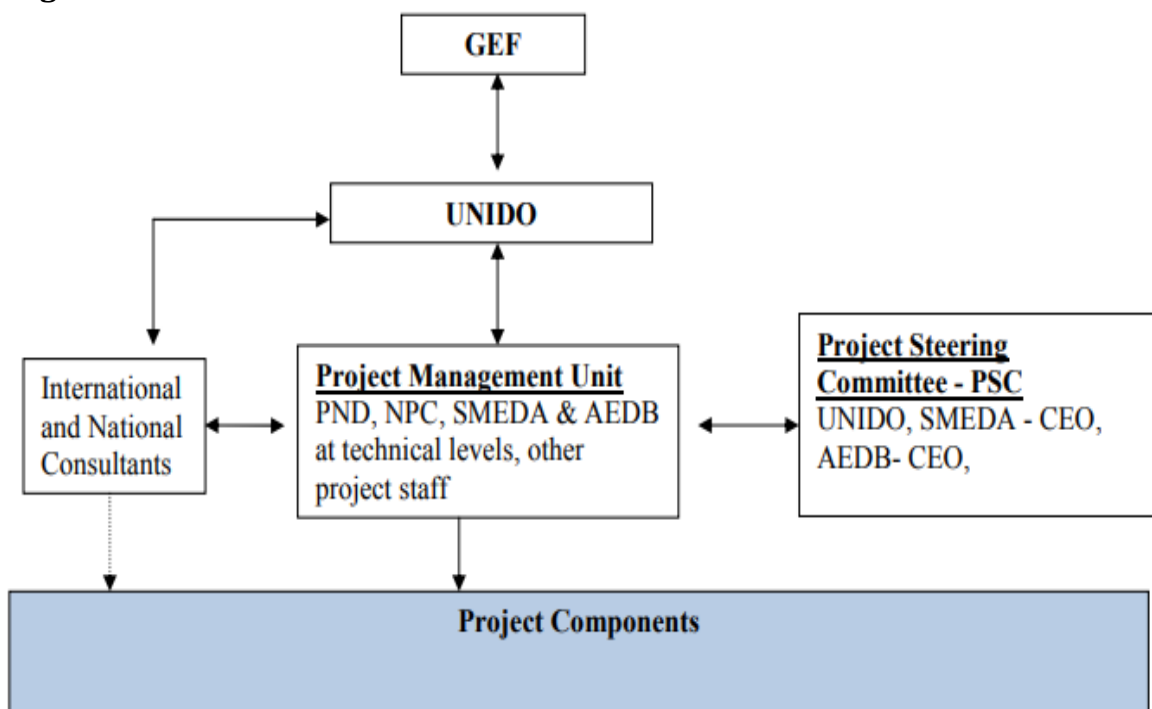 GEF
UNIDO
International
and National
Consultants
Project Management Unit
PND, NPC, SMEDA & AEDB
at technical levels, other
project staff
Project Steering
Committee - PSC
UNIDO, SMEDA - CEO,
AEDB- CEO,
Project Components